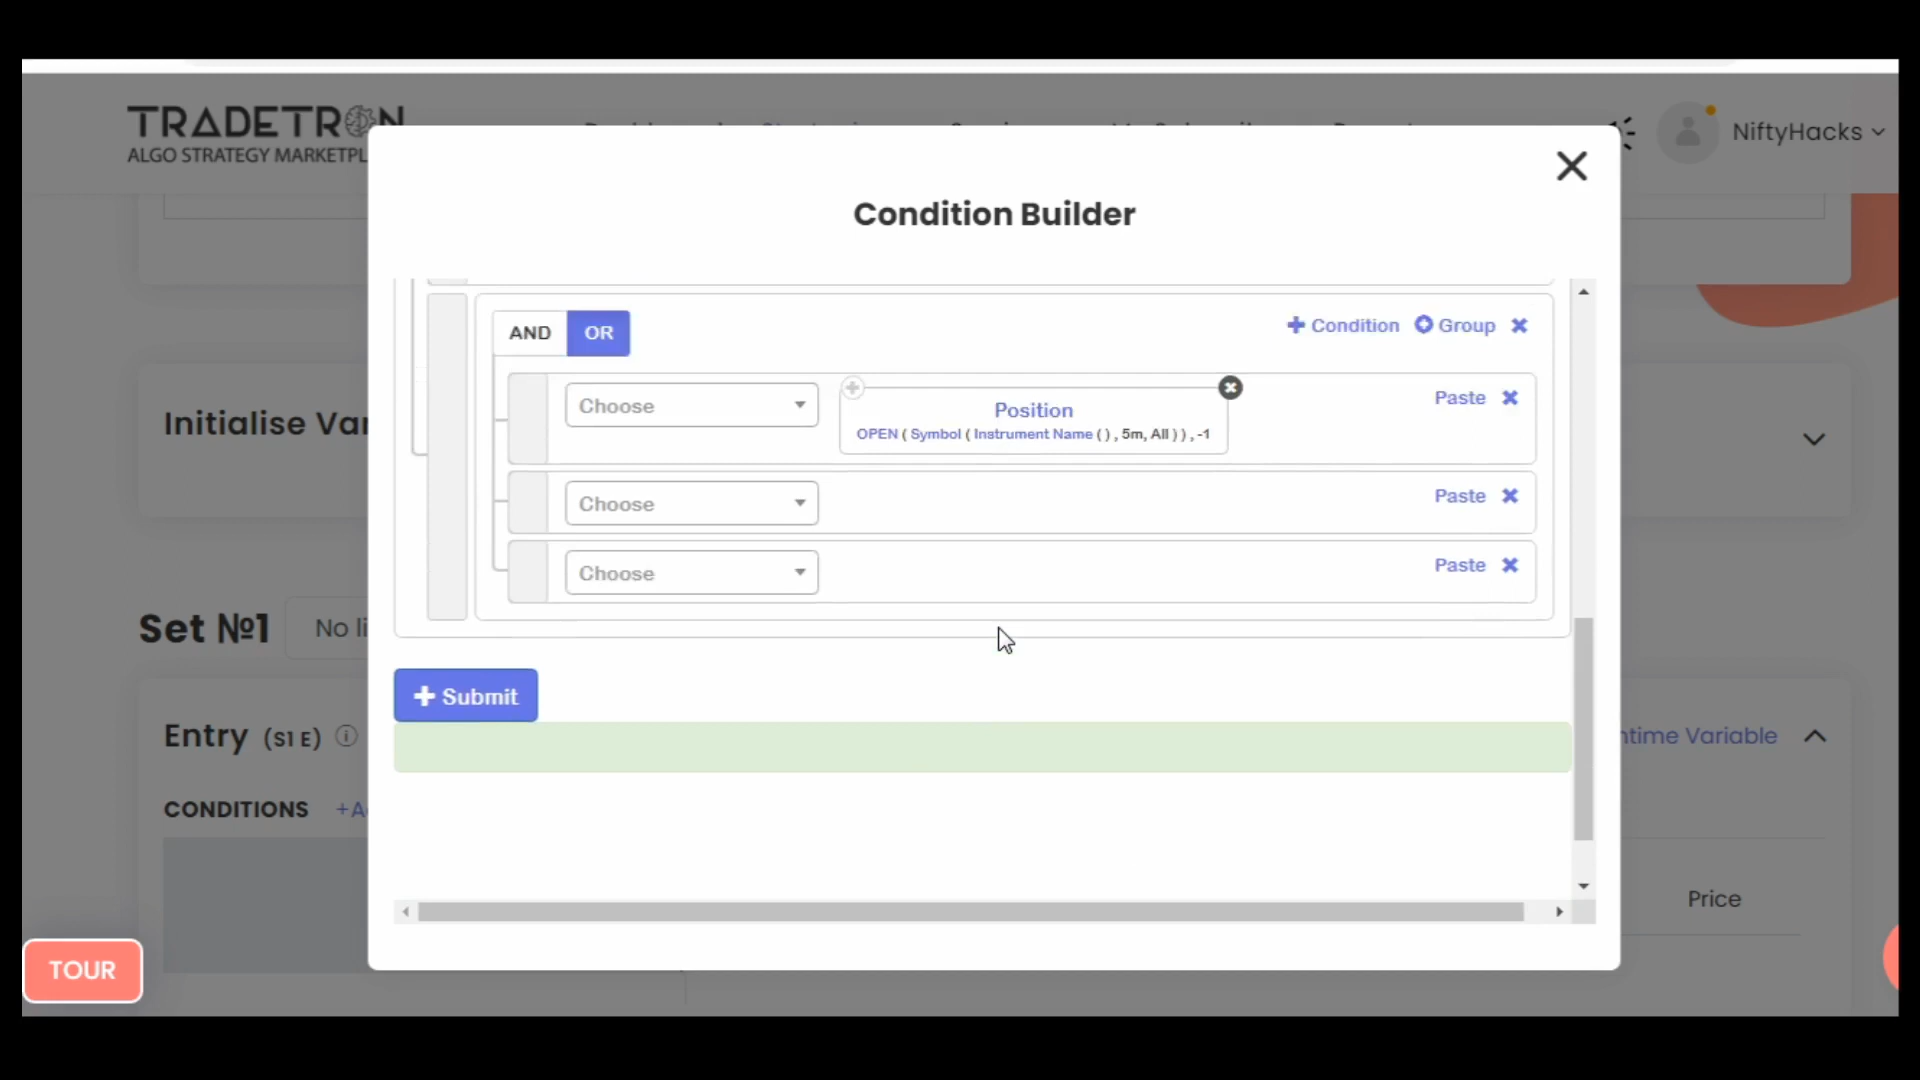 TRADETRON
ALGO STRATEGY MARKETPL
NiftyHacks
Condition Builder
AND OR
Condition Group
Choose
Position
OPEN ( Symbol ( Instrument Name ( ) , 5m, All ) ) , -1
Paste
Choose
Paste
Choose
Paste
Submit
Initialise Var
Set №1
No li
Entry (S1 E)
ntime Variable
CONDITIONS +A
Price
TOUR